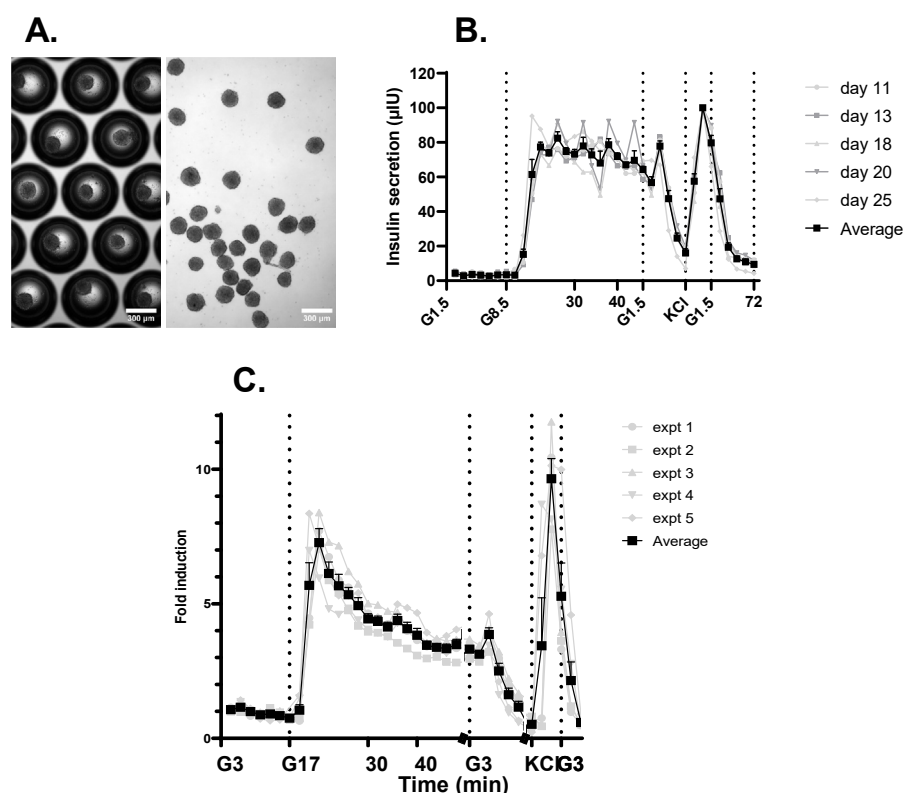 A.
300 µm
300 µm
B.
Insulin secretion (µIU)
120
100
80
60
40
20
0
G1.5
G8.5
30
40
G1.5
KCl
G1.5
72
day 11
day 13
day 18
day 20
day 25
Average
C.
Fold induction
10
5
0
G3
G17
30
40
G3
KCl
G3
Time (min)
expt 1
expt 2
expt 3
expt 4
expt 5
Average